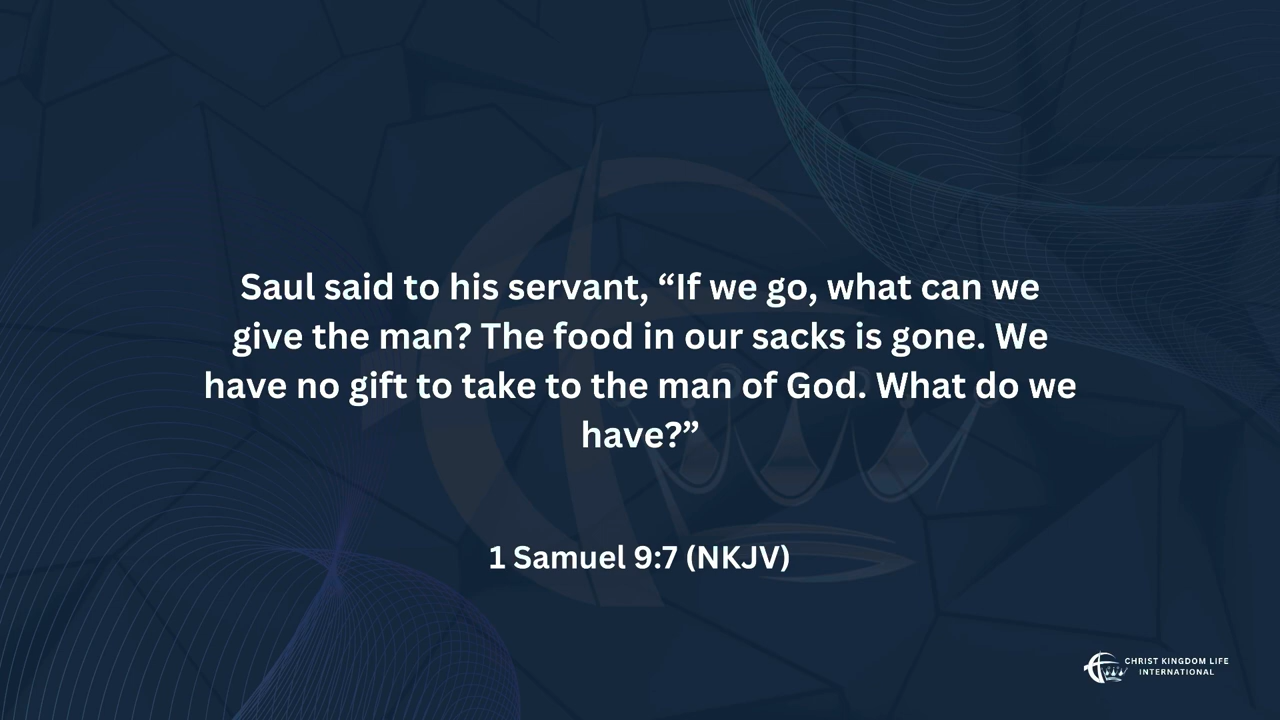 Saul said to his servant, “If we go, what can we
give the man? The food in our sacks is gone. We
have no gift to take to the man of God. What do we
have?”
1 Samuel 9:7 (NKJV)
CHRIST KINGDOM LIFE
INTERNATIONAL